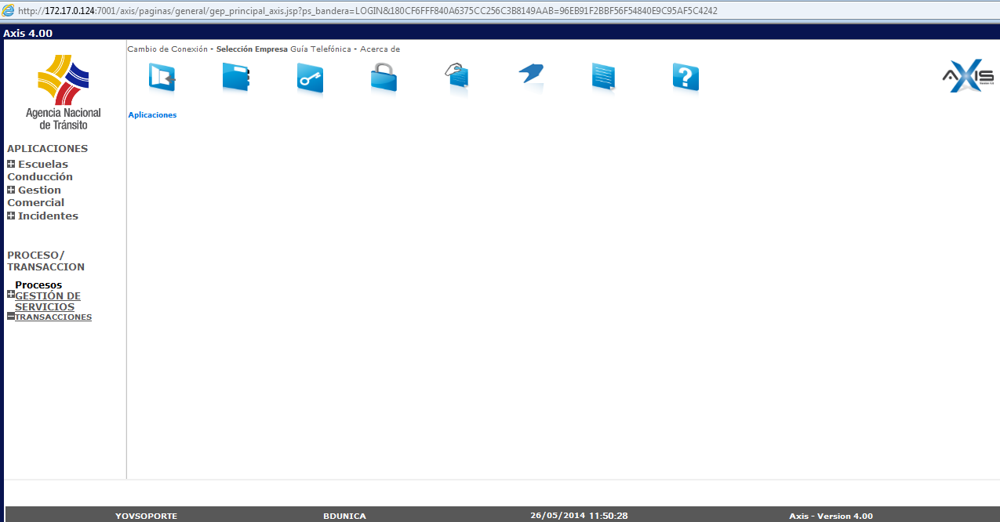 http://172.17.0.124:7001/axis/paginas/general/gep_principal_axis.jsp?ps_bandera=LOGIN&180CF6FFF840A6375CC256C3B8149AAB=96EB91F2BBF56F54840E9C95AF5C4242
Axis 4.00
Cambio de Conexión - Selección Empresa Guía Telefónica - Acerca de
AXIS
Agencia Nacional
de Tránsito
Aplicaciones
APLICACIONES
Escuelas
Conducción
Gestion
Comercial
Incidentes
PROCESO/
TRANSACCION
Procesos
GESTIÓN DE
SERVICIOS
TRANSACCIONES
YOVSOPORTE BDUNICA 26/05/2014 11:50:28 Axis - Version 4.00